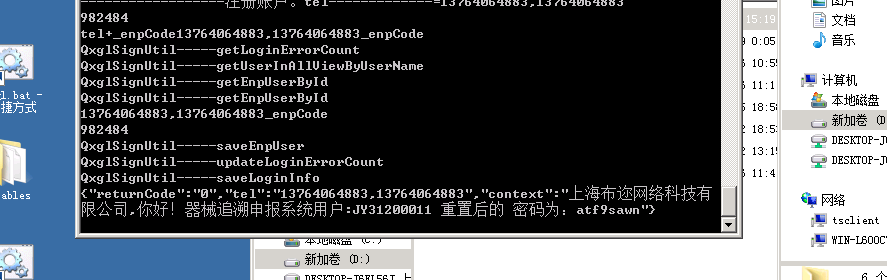 ------------------注册账户。tel-------------=13764064883,13764064883
982484
tel+_enpCode13764064883,13764064883_enpCode
QxglSignUtil-----getLoginErrorCount
QxglSignUtil-----getUserInAllViewByUserName
QxglSignUtil-----getEnpUserById
QxglSignUtil-----getEnpUserById
13764064883,13764064883_enpCode
982484
QxglSignUtil-----saveEnpUser
QxglSignUtil-----updateLoginErrorCount
QxglSignUtil-----saveLoginInfo
{"returnCode":"0","tel":"13764064883,13764064883","context":"上海布迩网络科技有
限公司,你好! 器械追溯申报系统用户:JY31200011 重置后的 密码为: atf9sawn"}
l.bat -
捷方式
ables
本地磁盘 (C:)
新加卷 (D:)
15:19
0:05
10:55
11:1
18:5
18:53
13:15
11:4
图片
文档
音乐
计算机
本地磁盘
新加卷 (D
DESKTOP-J
DESKTOP-J
网络
tsclient
WIN-L600C
6 个